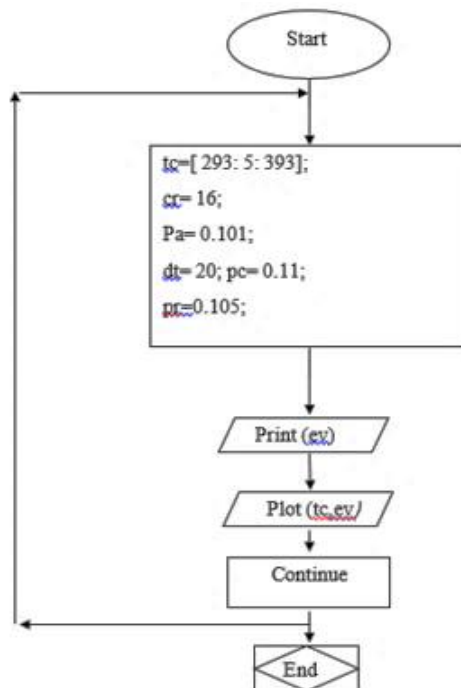 Start
tc=[ 293: 5: 393];
cr= 16;
Pa= 0.101;
dt= 20; pc= 0.11;
pr=0.105;
Print (ev)
Plot (tc,ev)
Continue
End